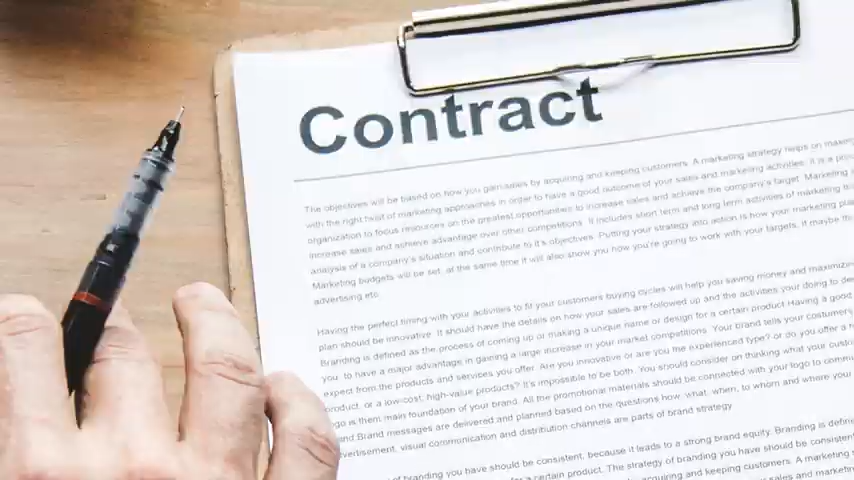 Contract
The objectives will be based on how you gain sales by acquiring and keeping customers. A marketing strategy helps on making
with the right twist of marketing approaches in order to have a good outcome of your sales and marketing activities. It is a
organization to focus resources on the greatest opportunities to increase sales and achieve the company's target. Marketing
increase sales and achieve advantage over other competitions. It includes short term and long term activities of marketing
analysis of a company's situation and contribute to it's objectives. Putting your strategy into action is how your marketing plan
Marketing budgets will be set, at the same time it will also show you how you're going to work with your targets, it maybe
advertising etc.
Having the perfect timing with your activities to fit your customers buying cycles will help you saving money and
plan should be innovative. It should have the details on how your sales are followed up and the activities your doing to
Branding is defined as the process of coming up or making a unique name or design for a certain product Having a good
you to have a major advantage in gaining a large increase in your market competitions. Your brand tells your costumers
expect from the products and services you offer. Are you innovative or are you the experienced type? or do you offer a
product, or a low-cost, high-value products? It's impossible to be both. You should consider on thinking what your
is them main foundation of your brand. All the promotional materials should be connected with your logo to
Brand messages are delivered and planned based on the questions how, what, when, to whom and where you
visual communication and distribution channels are parts of brand strategy
of branding you have should be consistent, because it leads to a strong brand equity. Branding is
for a certain product. The strategy of branding you have should be
acquiring and keeping customers. A marketing
sales and marketing